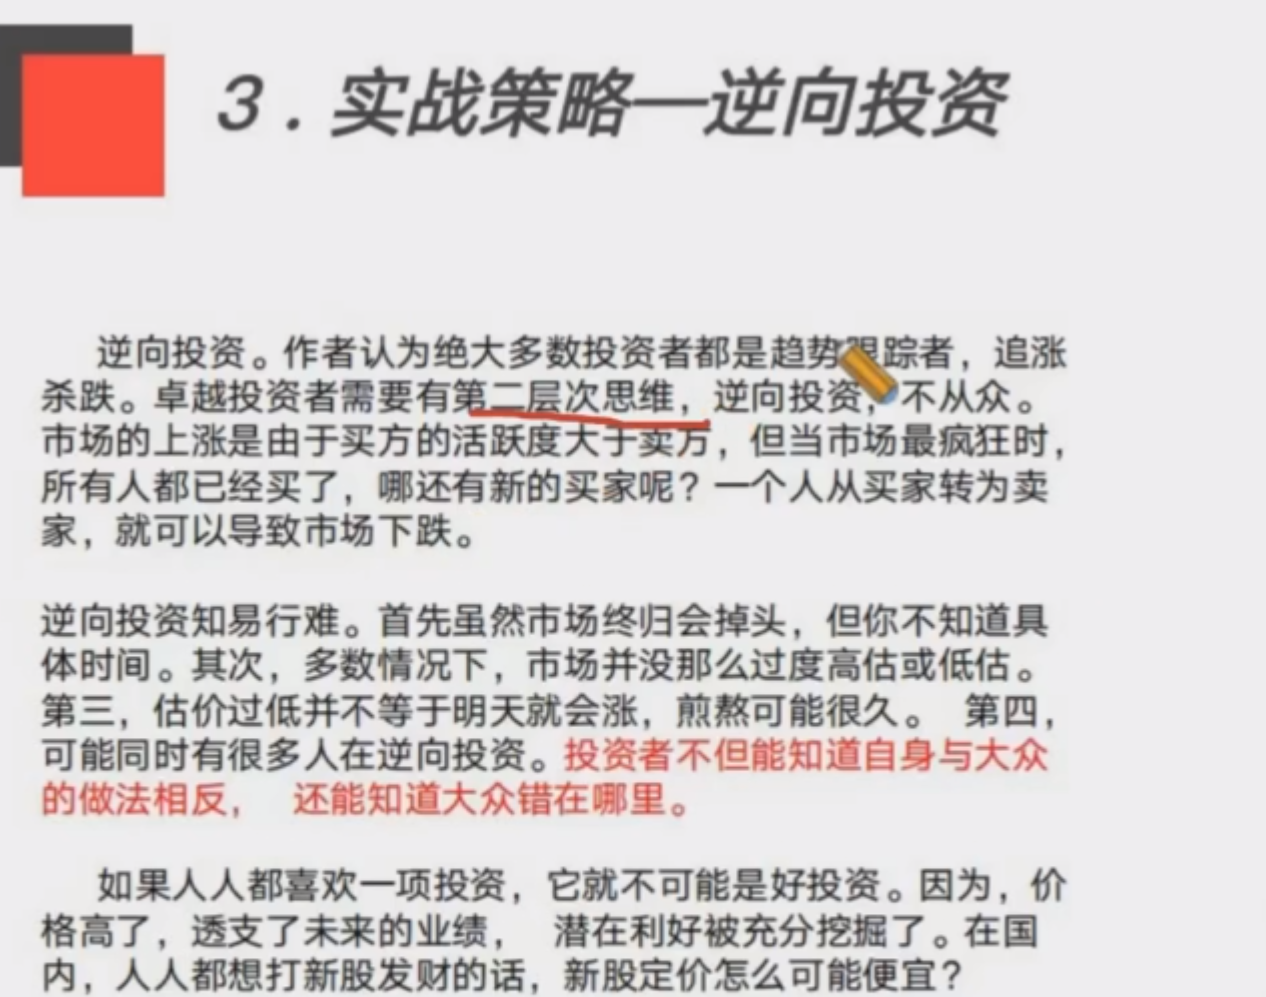 3 . 实战策略—逆向投资
逆向投资。作者认为绝大多数投资者都是趋势跟踪者，追涨
杀跌。卓越投资者需要有第二层次思维，逆向投资，不从众。
市场的上涨是由于买方的活跃度大于卖方，但当市场最疯狂时，
所有人都已经买了，哪还有新的买家呢？一个人从买家转为卖
家，就可以导致市场下跌。
逆向投资知易行难。首先虽然市场终归会掉头，但你不知道具
体时间。其次，多数情况下，市场并没那么过度高估或低估。
第三，估价过低并不等于明天就会涨，煎熬可能很久。 第四，
可能同时有很多人在逆向投资。投资者不但能知道自身与大众
的做法相反， 还能知道大众错在哪里。
如果人人都喜欢一项投资，它就不可能是好投资。因为，价
格高了，透支了未来的业绩， 潜在利好被充分挖掘了。在国
内，人人都想打新股发财的话，新股定价怎么可能便宜？